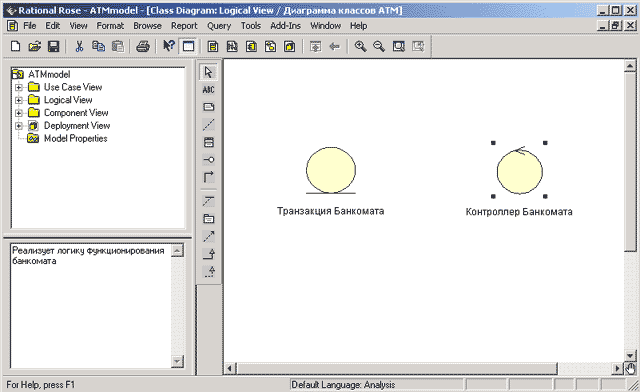 Rational Rose - ATMmodel - [Class Diagram: Logical View / Диаграмма классов ATM]
File Edit View Format Browse Report Query Tools Add-Ins Window Help
ATMmodel
Use Case View
Logical View
Component View
Deployment View
Model Properties
ABC
Транзакция Банкомата
Контроллер Банкомата
Реализует логику функционирования
банкомата
For Help, press F1
Default Language: Analysis